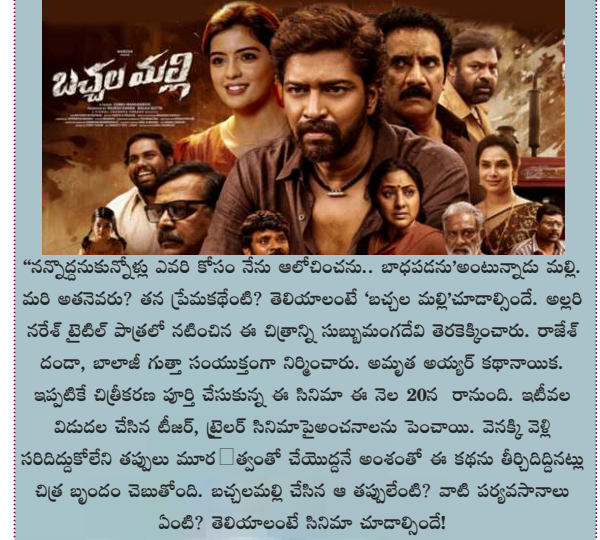 బచ్చల మల్లి
“నన్నొద్దనుకున్నోళ్లు ఎవరి కోసం నేను ఆలోచించను.. బాధపడను’అంటున్నాడు మల్లి.
మరి అతనెవరు? తన ప్రేమకథేంటి? తెలియాలంటే ‘బచ్చల మల్లి’చూడాల్సిందే. అల్లరి
నరేశ్ టైటిల్ పాత్రలో నటించిన ఈ చిత్రాన్ని సుబ్బుమంగదేవి తెరకెక్కించారు. రాజేశ్
దండా, బాలాజీ గుత్తా సంయుక్తంగా నిర్మించారు. అమృత అయ్యర్ కథానాయిక.
ఇప్పటికే చిత్రీకరణ పూర్తి చేసుకున్న ఈ సినిమా ఈ నెల 20న రానుంది. ఇటీవల
విడుదల చేసిన టీజర్, ట్రైలర్ సినిమాపైఅంచనాలను పెంచాయి. వెనక్కి వెల్లి
సరిదిద్దుకోలేని తప్పులు మూర□త్వంతో చేయొద్దనే అంశంతో ఈ కథను తీర్చిదిద్దినట్లు
చిత్ర బృందం చెబుతోంది. బచ్చలమల్లి చేసిన ఆ తప్పులేంటి? వాటి పర్యవసానాలు
ఏంటి? తెలియాలంటే సినిమా చూడాల్సిందే!